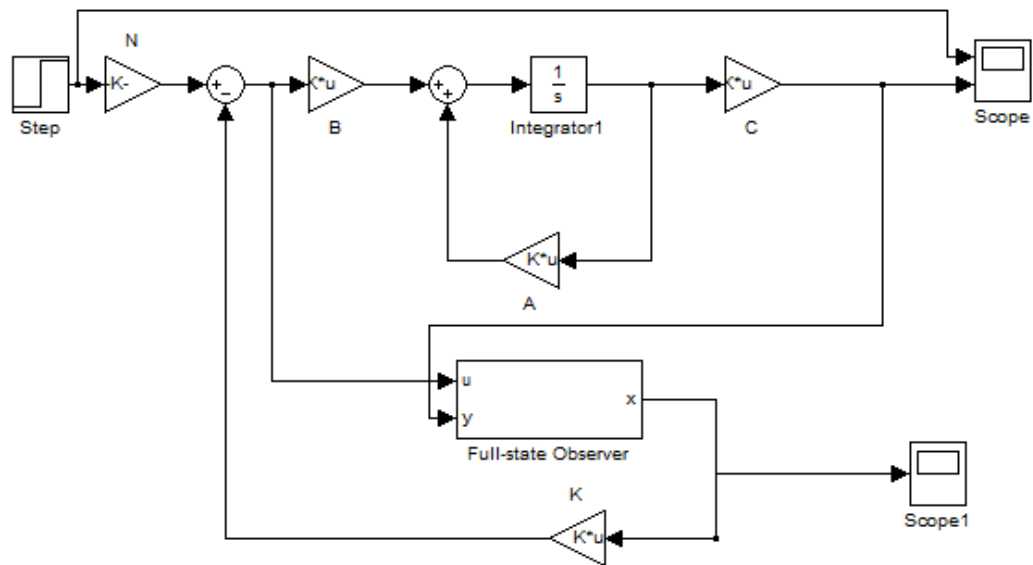 N
K-
+
−
K*u
+
+
1
s
K*u
Step
B
Integrator1
C
Scope
K*u
A
u
x
y
Full-state Observer
K
K*u
Scope1